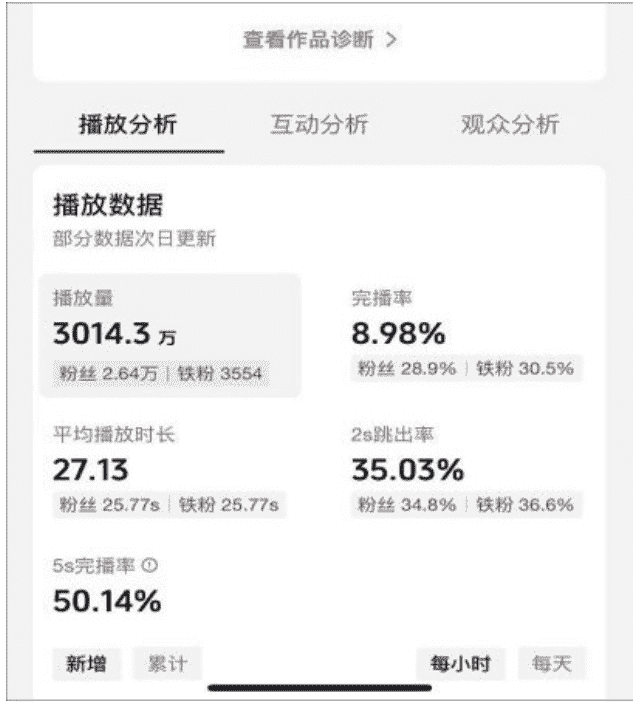 查看作品诊断 >
播放分析 互动分析 观众分析
播放数据
部分数据次日更新
播放量 完播率
3014.3 万 8.98%
粉丝 2.64万 | 铁粉 3554 粉丝 28.9% | 铁粉 30.5%
平均播放时长 2s跳出率
27.13 35.03%
粉丝 25.77s | 铁粉 25.77s 粉丝 34.8% | 铁粉 36.6%
5s完播率
50.14%
新增 累计 每小时 每天